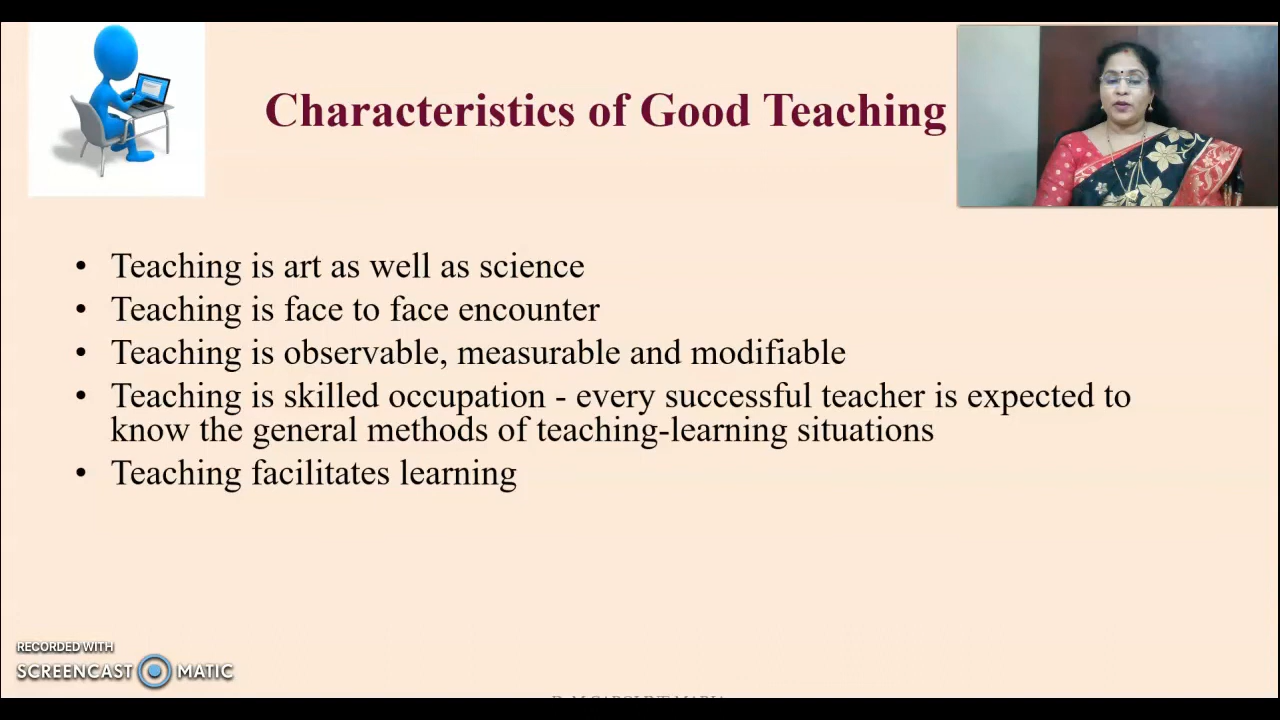 Characteristics of Good Teaching
• Teaching is art as well as science
• Teaching is face to face encounter
• Teaching is observable, measurable and modifiable
• Teaching is skilled occupation - every successful teacher is expected to
know the general methods of teaching-learning situations
• Teaching facilitates learning
RECORDED WITH
SCREENCAST MATIC